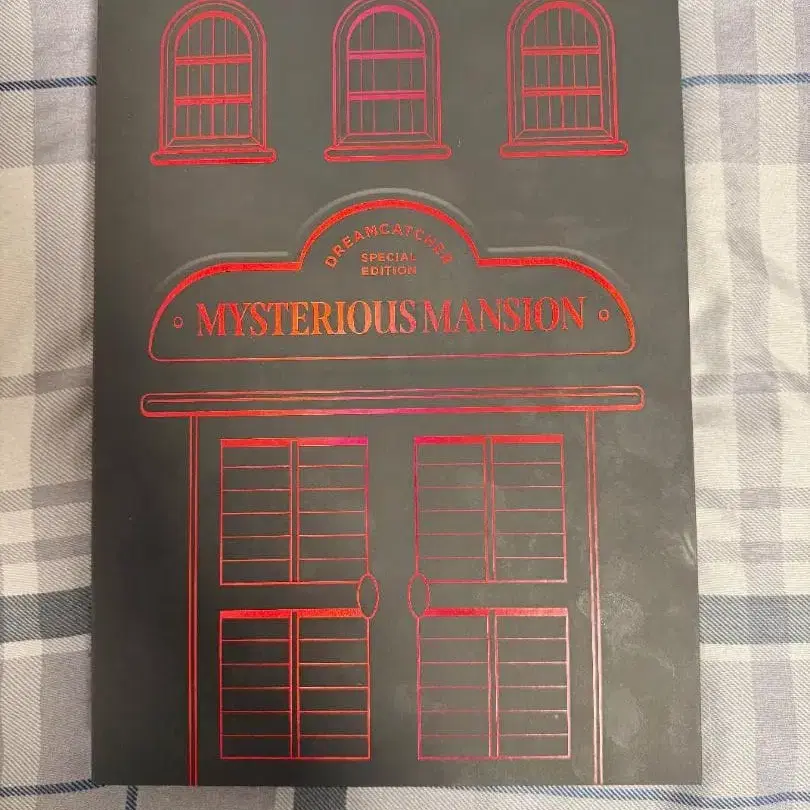 DREAMCATCHER
SPECIAL
EDITION
MYSTERIOUS MANSION